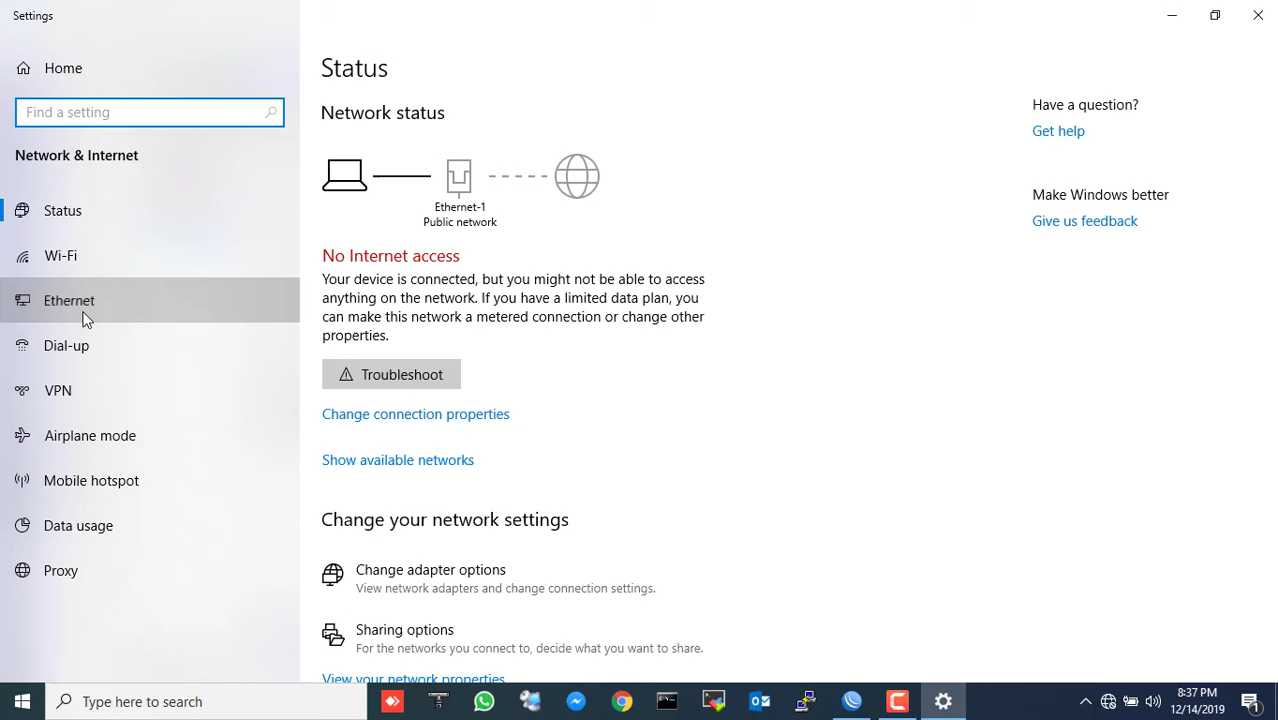 Settings
Home
Find a setting
Network & Internet
Status
Wi-Fi
Ethernet
Dial-up
VPN
Airplane mode
Mobile hotspot
Data usage
Proxy
Status
Network status
Ethernet-1
Public network
No Internet access
Your device is connected, but you might not be able to access
anything on the network. If you have a limited data plan, you
can make this network a metered connection or change other
properties.
Troubleshoot
Change connection properties
Show available networks
Change your network settings
Change adapter options
View network adapters and change connection settings.
Sharing options
For the networks you connect to, decide what you want to share.
View your network properties
Have a question?
Get help
Make Windows better
Give us feedback
Type here to search
8:37 PM
12/14/2019
1